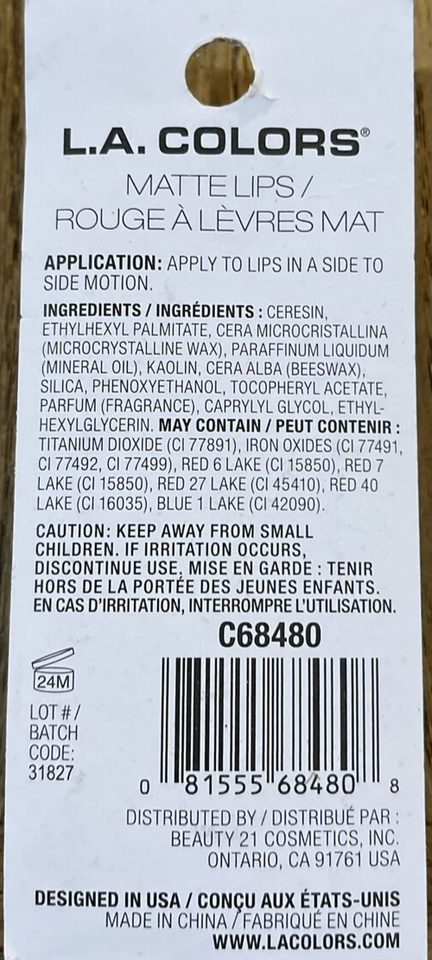 L.A. COLORS®
MATTE LIPS /
ROUGE À LÈVRES MAT
APPLICATION: APPLY TO LIPS IN A SIDE TO
SIDE MOTION.
INGREDIENTS / INGRÉDIENTS : CERESIN,
ETHYLHEXYL PALMITATE, CERA MICROCRISTALLINA
(MICROCRYSTALLINE WAX), PARAFFINUM LIQUIDUM
(MINERAL OIL), KAOLIN, CERA ALBA (BEESWAX),
SILICA, PHENOXYETHANOL, TOCOPHERYL ACETATE,
PARFUM (FRAGRANCE), CAPRYLYL GLYCOL, ETHYL-
HEXYLGLYCERIN. MAY CONTAIN / PEUT CONTENIR :
TITANIUM DIOXIDE (CI 77891), IRON OXIDES (CI 77491,
CI 77492, CI 77499), RED 6 LAKE (CI 15850), RED 7
LAKE (CI 15850), RED 27 LAKE (CI 45410), RED 40
LAKE (CI 16035), BLUE 1 LAKE (CI 42090).
CAUTION: KEEP AWAY FROM SMALL
CHILDREN. IF IRRITATION OCCURS,
DISCONTINUE USE. MISE EN GARDE : TENIR
HORS DE LA PORTÉE DES JEUNES ENFANTS.
EN CAS D'IRRITATION, INTERROMPRE L'UTILISATION.
C68480
24M
LOT # /
BATCH
CODE:
31827
0 81555 68480 8
DISTRIBUTED BY / DISTRIBUÉ PAR :
BEAUTY 21 COSMETICS, INC.
ONTARIO, CA 91761 USA
DESIGNED IN USA / CONÇU AUX ÉTATS-UNIS
MADE IN CHINA / FABRIQUÉ EN CHINE
WWW.LACOLORS.COM